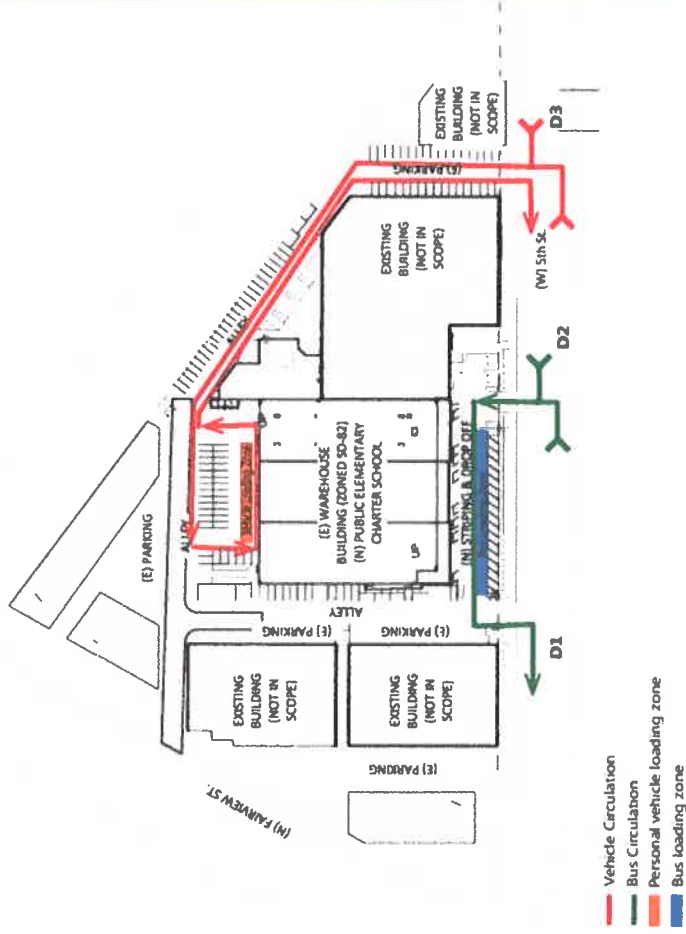 EXISTING
BUILDING
(NOT IN
SCOPE)
D3
(E) PARKING
EXISTING
BUILDING
(NOT IN
SCOPE)
(W) 5th St.
D2
ALLEY
(E) PARKING
ALLEY
(E) WAREHOUSE
BUILDING (ZONED SD-82)
(N) PUBLIC ELEMENTARY
CHARTER SCHOOL
UP
(N) STRIPING & DROP OFF
ALLEY
(E) PARKING
(E) PARKING
D1
EXISTING
BUILDING
(NOT IN
SCOPE)
EXISTING
BUILDING
(NOT IN
SCOPE)
(E) PARKING
(N) FAIRVIEW ST.
Vehicle Circulation
Bus Circulation
Personal vehicle loading zone
Bus loading zone